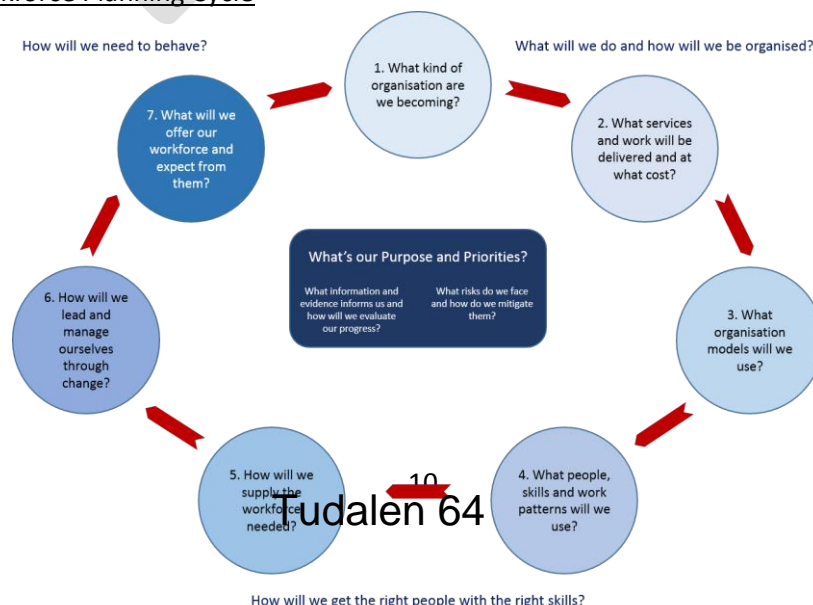 kforce Planning Cycle
How will we need to behave?
What will we do and how will we be organised?
1. What kind of
organisation are
we becoming?
2. What services
and work will be
delivered and at
what cost?
3. What
organisation
models will we
use?
4. What people,
skills and work
patterns will we
use?
5. How will we
supply the
workforce
needed?
6. How will we
lead and
manage
ourselves
through
change?
7. What will we
offer our
workforce and
expect from
them?
What's our Purpose and Priorities?
What information and
evidence informs us and
how will we evaluate
our progress?
What risks do we face
and how do we mitigate
them?
10
Tudalen 64
How will we get the right people with the right skills?